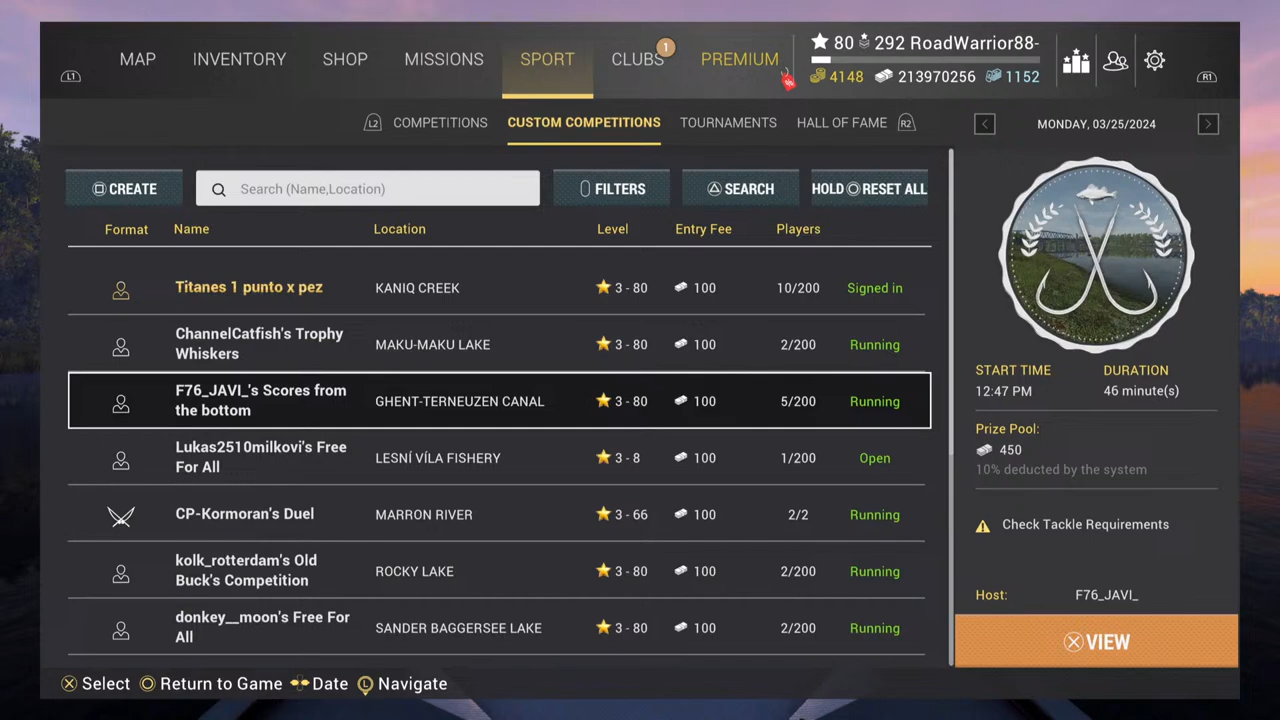 L1
MAP INVENTORY SHOP MISSIONS SPORT CLUBS 1 PREMIUM
80 292 RoadWarrior88-
4148 213970256 1152
R1
L2 COMPETITIONS CUSTOM COMPETITIONS TOURNAMENTS HALL OF FAME R2
MONDAY, 03/25/2024
CREATE Search (Name,Location) FILTERS SEARCH HOLD RESET ALL
Format Name Location Level Entry Fee Players
Titanes 1 punto x pez KANIQ CREEK 3 - 80 100 10/200 Signed in
ChannelCatfish's Trophy
Whiskers MAKU-MAKU LAKE 3 - 80 100 2/200 Running
F76_JAVI_'s Scores from
the bottom GHENT-TERNEUZEN CANAL 3 - 80 100 5/200 Running
Lukas2510milkovi's Free
For All LESNÍ VÍLA FISHERY 3 - 8 100 1/200 Open
CP-Kormoran's Duel MARRON RIVER 3 - 66 100 2/2 Running
kolk_rotterdam's Old
Buck's Competition ROCKY LAKE 3 - 80 100 2/200 Running
donkey__moon's Free For
All SANDER BAGGERSEE LAKE 3 - 80 100 2/200 Running
START TIME DURATION
12:47 PM 46 minute(s)
Prize Pool:
450
10% deducted by the system
Check Tackle Requirements
Host: F76_JAVI_
VIEW
Select Return to Game Date L Navigate